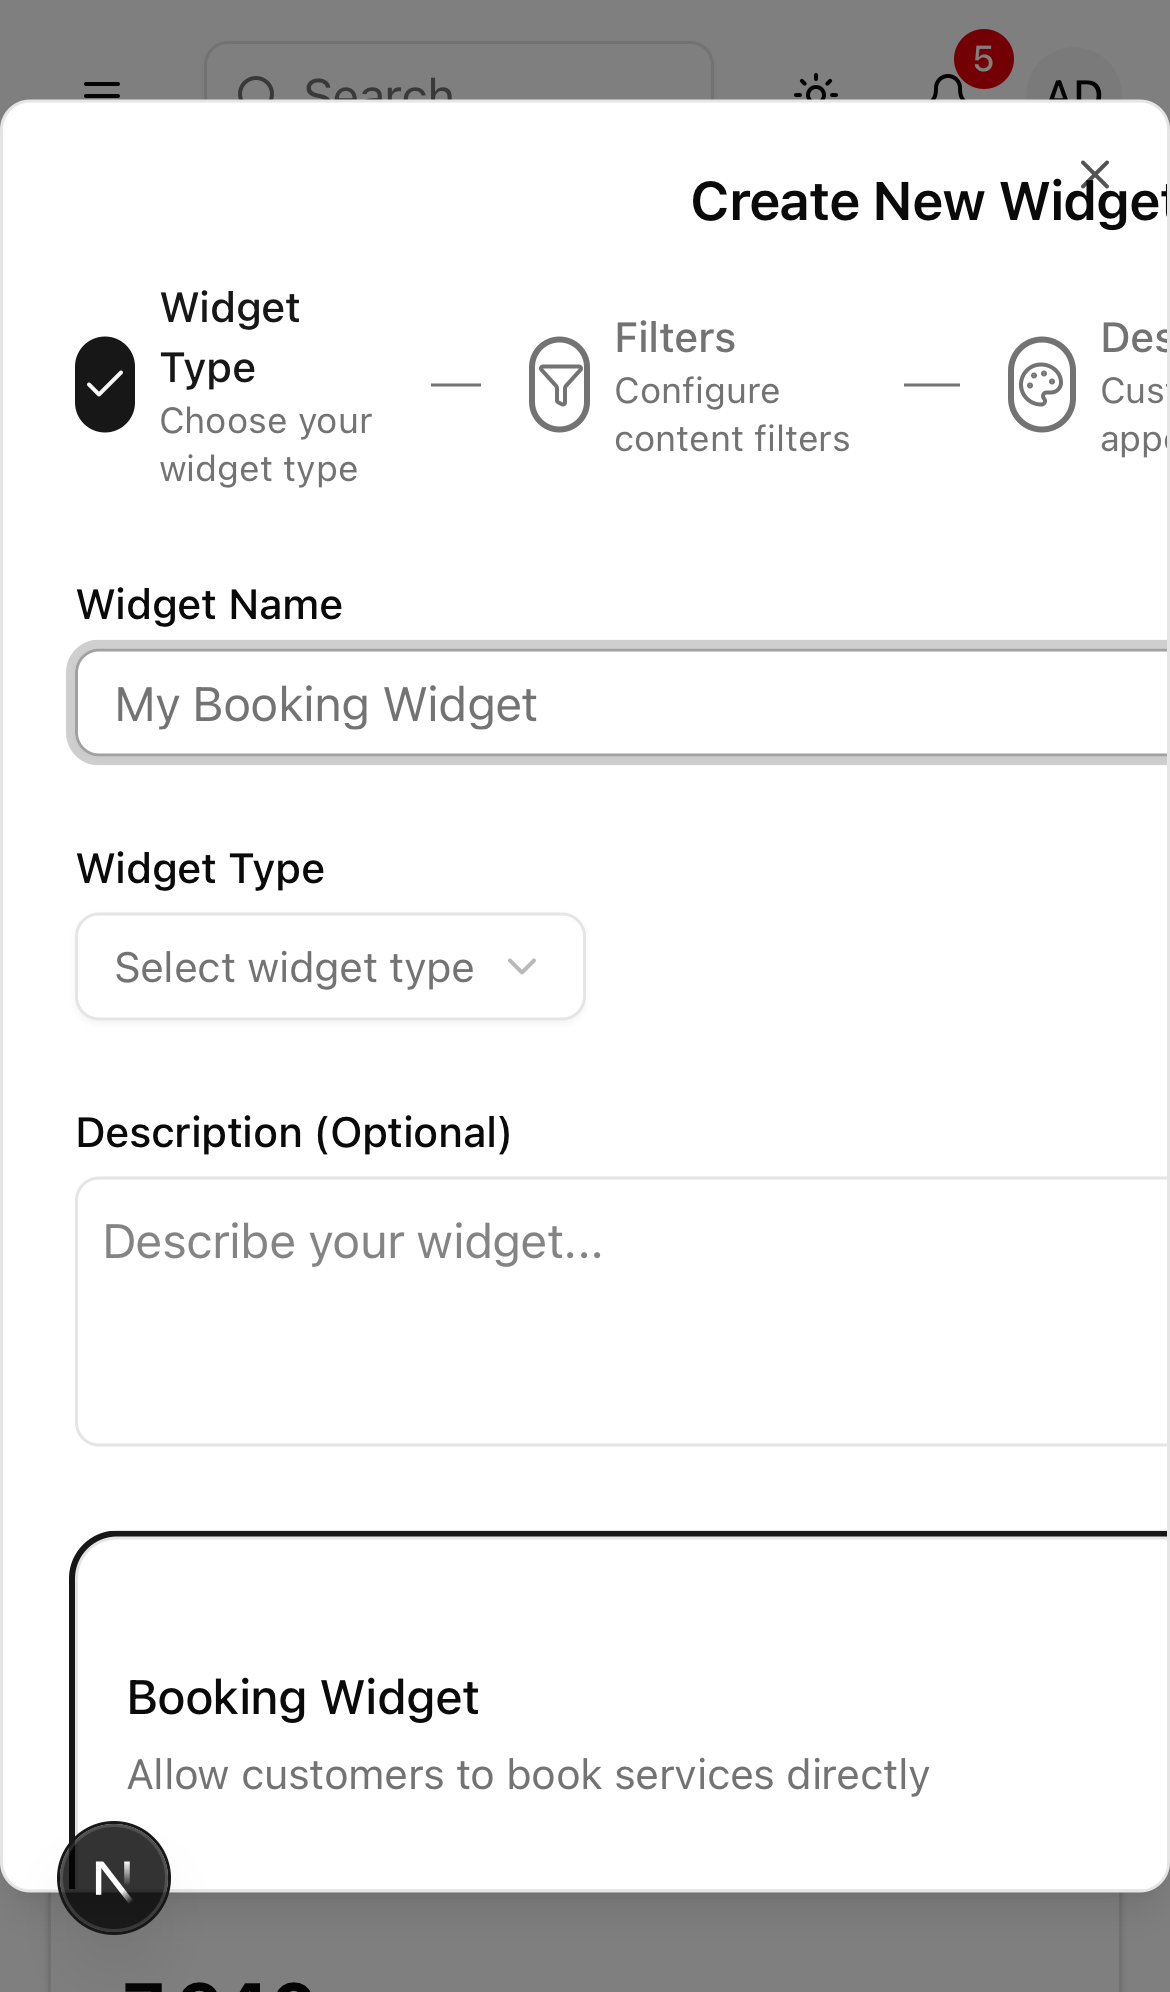 Search
5
AD
Create New Widget
Widget
Type
Choose your
widget type
Filters
Configure
content filters
Des
Cus
app
Widget Name
My Booking Widget
Widget Type
Select widget type
Description (Optional)
Describe your widget...
Booking Widget
Allow customers to book services directly
N